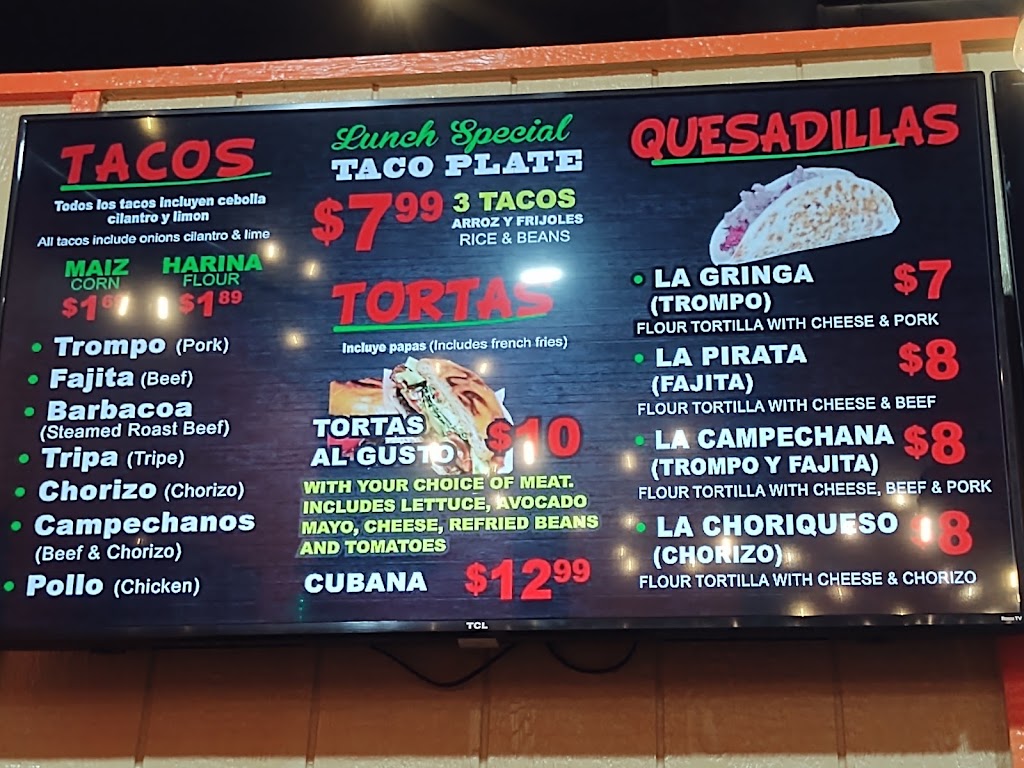 TACOS
Todos los tacos incluyen cebolla
cilantro y limon
All tacos include onions cilantro & lime
MAIZ
CORN
HARINA
FLOUR
$1 89
• Trompo (Pork)
• Fajita (Beef)
• Barbacoa
(Steamed Roast Beef)
• Tripa (Tripe)
• Chorizo (Chorizo)
• Campechanos
(Beef & Chorizo)
• Pollo (Chicken)
Lunch Special
TACO PLATE
$7 99
3 TACOS
ARROZ Y FRIJOLES
RICE & BEANS
TORTAS
Incluye papas (Includes french fries)
TORTAS
AL GUSTO
$10
WITH YOUR CHOICE OF MEAT.
INCLUDES LETTUCE, AVOCADO
MAYO, CHEESE, REFRIED BEANS
AND TOMATOES
CUBANA $12 99
QUESADILLAS
• LA GRINGA $7
(TROMPO)
FLOUR TORTILLA WITH CHEESE & PORK
• LA PIRATA $8
(FAJITA)
FLOUR TORTILLA WITH CHEESE & BEEF
• LA CAMPECHANA $8
(TROMPO Y FAJITA)
FLOUR TORTILLA WITH CHEESE, BEEF & PORK
• LA CHORIQUESO $8
(CHORIZO)
FLOUR TORTILLA WITH CHEESE & CHORIZO
TCL
Roku TV